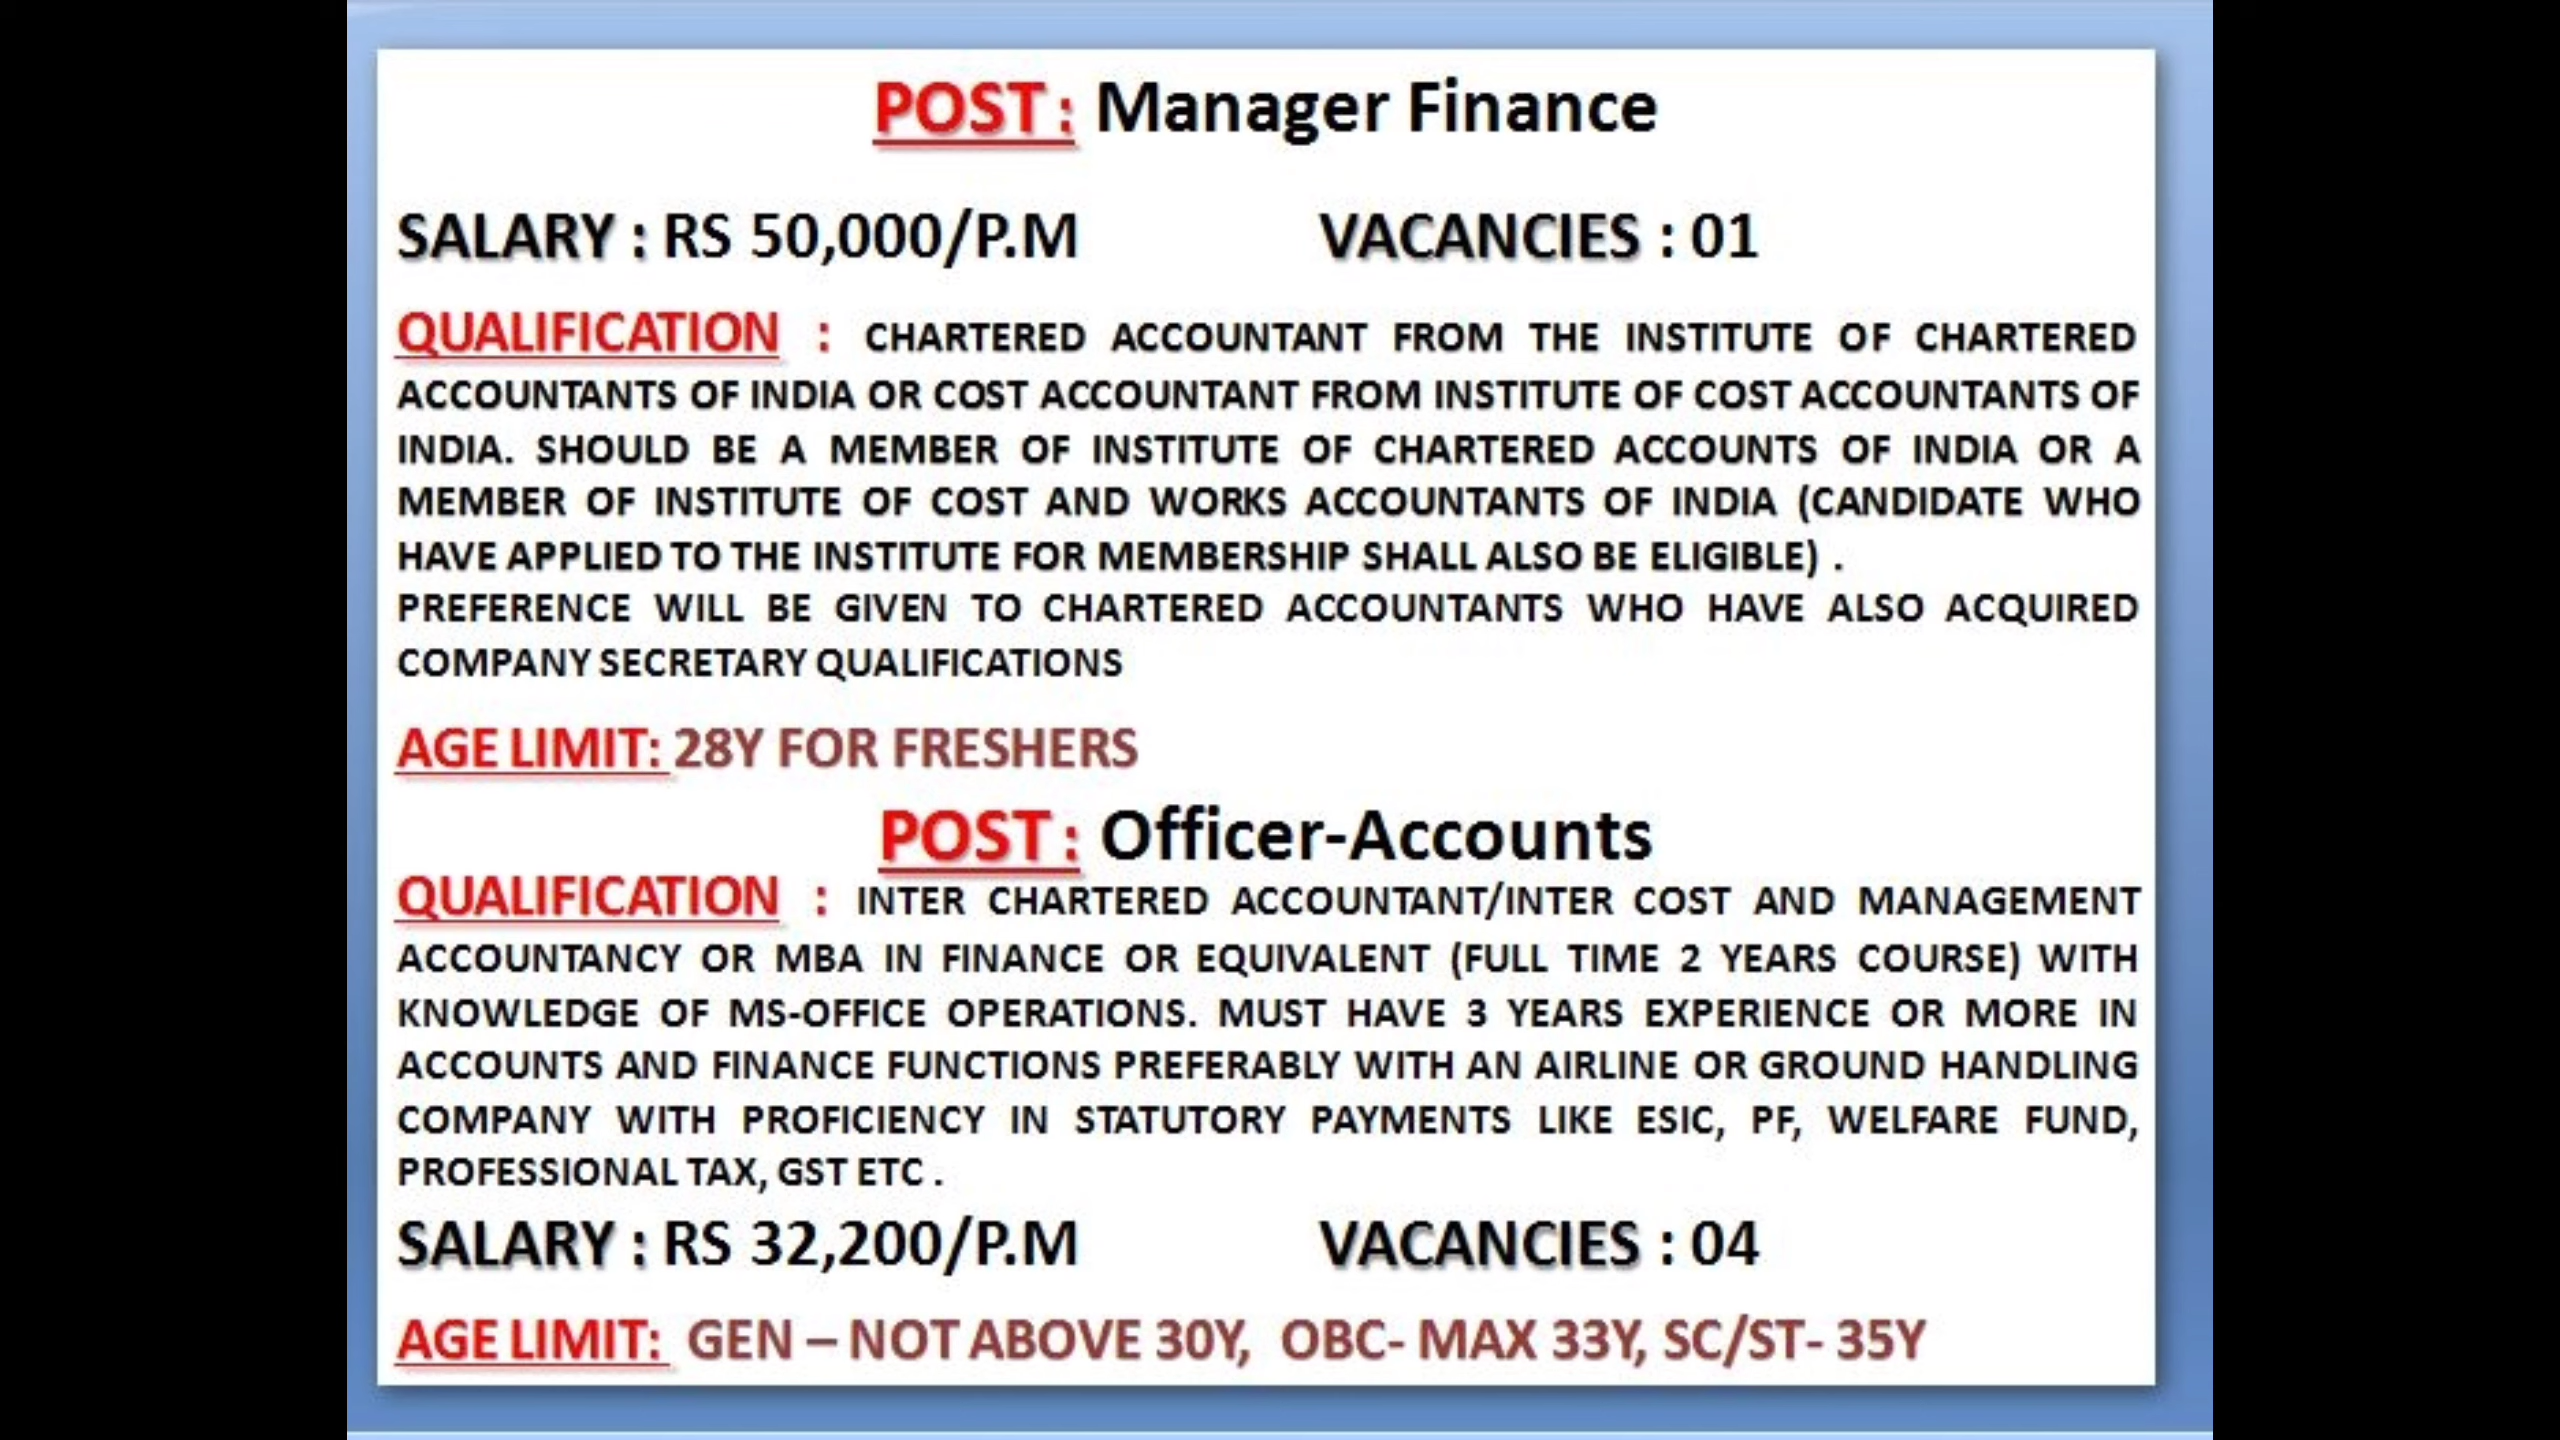 POST : Manager Finance
SALARY : RS 50,000/P.M VACANCIES : 01
QUALIFICATION : CHARTERED ACCOUNTANT FROM THE INSTITUTE OF CHARTERED
ACCOUNTANTS OF INDIA OR COST ACCOUNTANT FROM INSTITUTE OF COST ACCOUNTANTS OF
INDIA. SHOULD BE A MEMBER OF INSTITUTE OF CHARTERED ACCOUNTS OF INDIA OR A
MEMBER OF INSTITUTE OF COST AND WORKS ACCOUNTANTS OF INDIA (CANDIDATE WHO
HAVE APPLIED TO THE INSTITUTE FOR MEMBERSHIP SHALL ALSO BE ELIGIBLE) .
PREFERENCE WILL BE GIVEN TO CHARTERED ACCOUNTANTS WHO HAVE ALSO ACQUIRED
COMPANY SECRETARY QUALIFICATIONS
AGE LIMIT: 28Y FOR FRESHERS
POST : Officer-Accounts
QUALIFICATION : INTER CHARTERED ACCOUNTANT/INTER COST AND MANAGEMENT
ACCOUNTANCY OR MBA IN FINANCE OR EQUIVALENT (FULL TIME 2 YEARS COURSE) WITH
KNOWLEDGE OF MS-OFFICE OPERATIONS. MUST HAVE 3 YEARS EXPERIENCE OR MORE IN
ACCOUNTS AND FINANCE FUNCTIONS PREFERABLY WITH AN AIRLINE OR GROUND HANDLING
COMPANY WITH PROFICIENCY IN STATUTORY PAYMENTS LIKE ESIC, PF, WELFARE FUND,
PROFESSIONAL TAX, GST ETC .
SALARY : RS 32,200/P.M VACANCIES : 04
AGE LIMIT: GEN – NOT ABOVE 30Y, OBC- MAX 33Y, SC/ST- 35Y